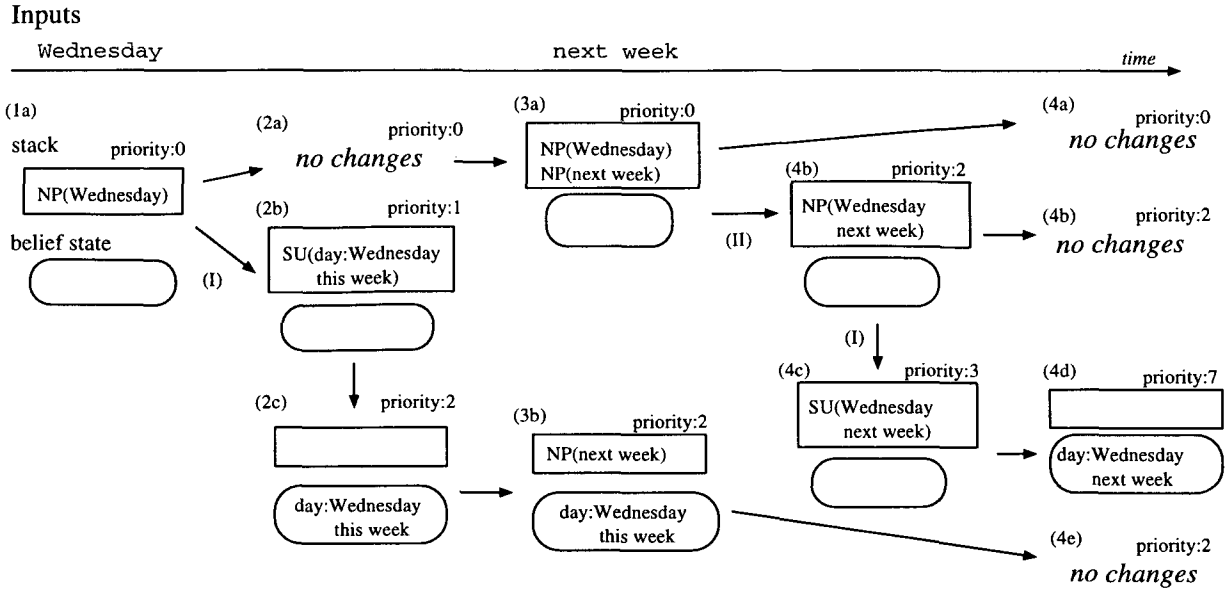 Inputs
Wednesday
next week
time
(1a)
stack
priority:0
NP(Wednesday)
belief state
(I)
(2a)
priority:0
no changes
(2b)
priority:1
SU(day:Wednesday
this week)
(2c)
priority:2
day:Wednesday
this week
(3a)
priority:0
NP(Wednesday)
NP(next week)
(II)
(3b)
priority:2
NP(next week)
day:Wednesday
this week
(4a)
priority:0
no changes
(4b)
priority:2
NP(Wednesday
next week)
(4b)
priority:2
no changes
(I)
(4c)
priority:3
SU(Wednesday
next week)
(4d)
priority:7
day:Wednesday
next week
(4e)
priority:2
no changes